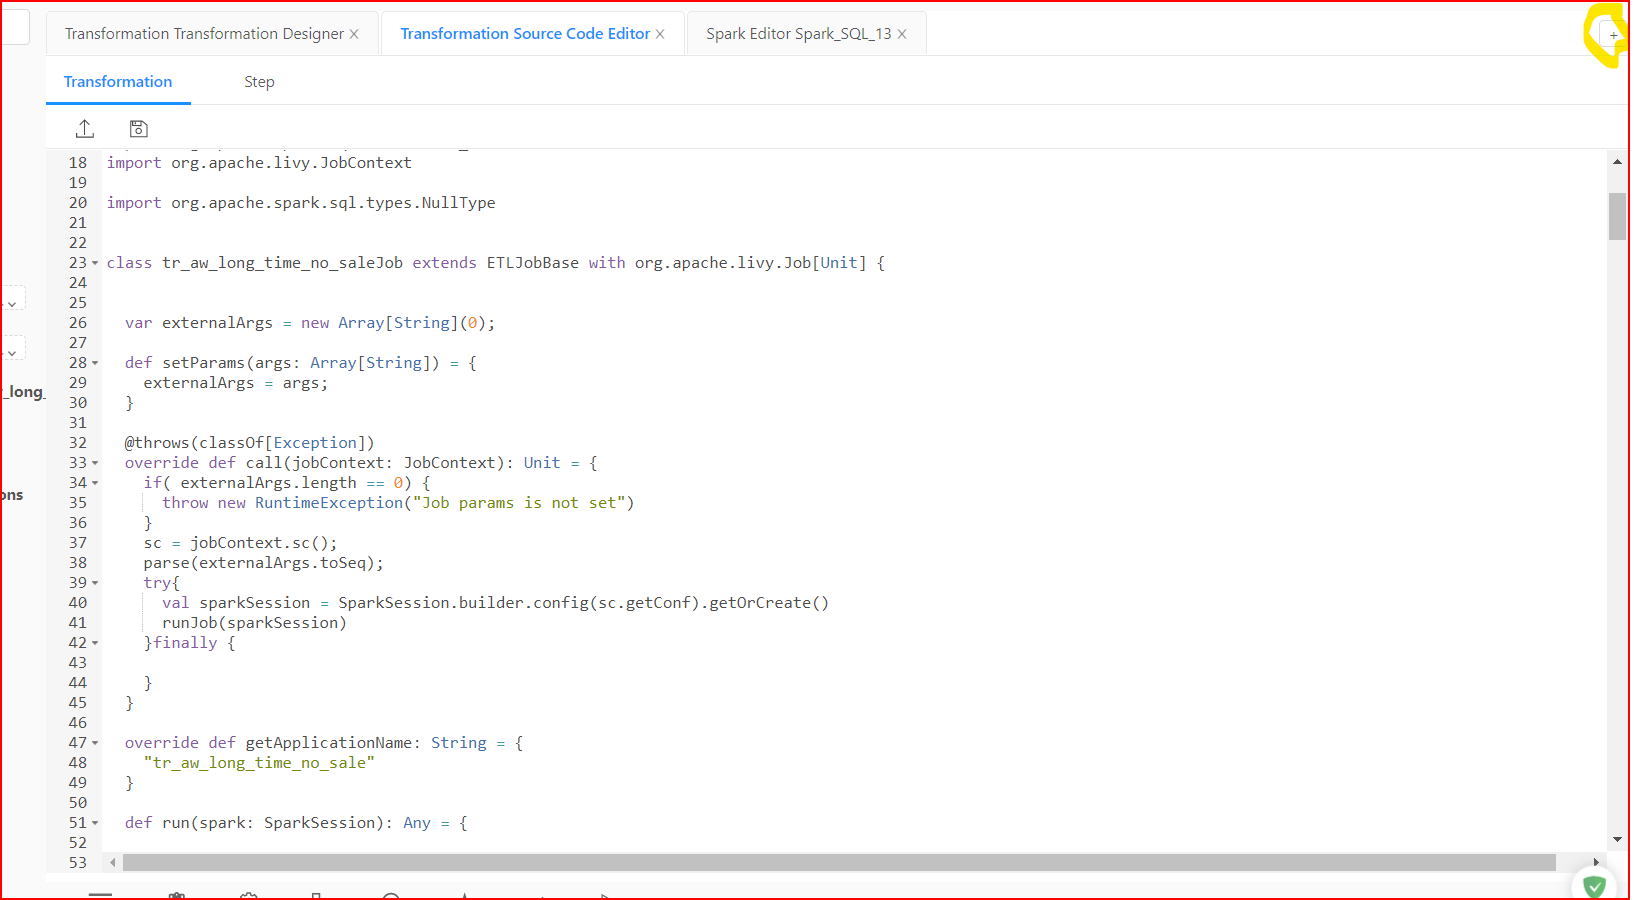 Transformation Transformation Designer ×
Transformation Source Code Editor ×
Spark Editor Spark_SQL_13 ×
+
Transformation
Step
18 import org.apache.livy.JobContext
19
20 import org.apache.spark.sql.types.NullType
21
22
23 class tr_aw_long_time_no_saleJob extends ETLJobBase with org.apache.livy.Job[Unit] {
24
25
26 var externalArgs = new Array[String](0);
27
28 def setParams(args: Array[String]) = {
29 externalArgs = args;
30 }
31
32 @throws(classOf[Exception])
33 override def call(jobContext: JobContext): Unit = {
34 if( externalArgs.length == 0) {
35 throw new RuntimeException("Job params is not set")
36 }
37 sc = jobContext.sc();
38 parse(externalArgs.toSeq);
39 try{
40 val sparkSession = SparkSession.builder.config(sc.getConf).getOrCreate()
41 runJob(sparkSession)
42 }finally {
43
44 }
45 }
46
47 override def getApplicationName: String = {
48 "tr_aw_long_time_no_sale"
49 }
50
51 def run(spark: SparkSession): Any = {
52
53
_long_
ons